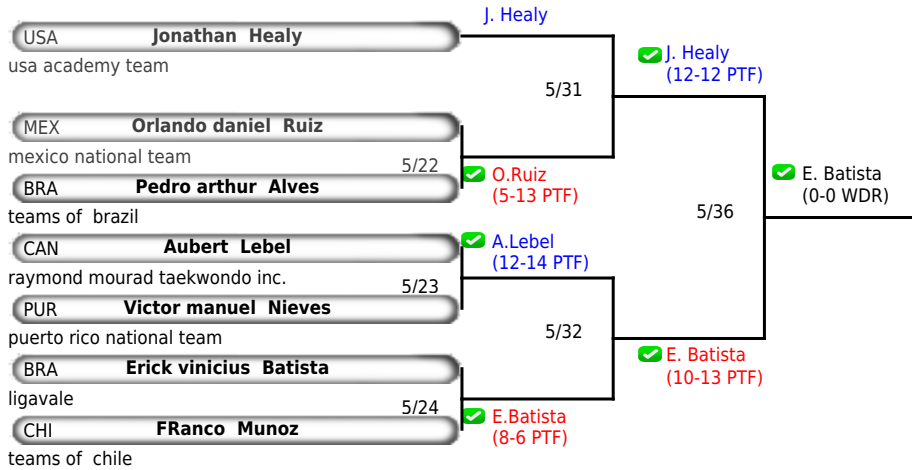 J. Healy
USA Jonathan Healy
usa academy team
J. Healy
(12-12 PTF)
5/31
MEX Orlando daniel Ruiz
mexico national team
5/22
O.Ruiz
(5-13 PTF)
BRA Pedro arthur Alves
teams of brazil
E. Batista
(0-0 WDR)
5/36
CAN Aubert Lebel
A.Lebel
(12-14 PTF)
raymond mourad taekwondo inc.
5/23
PUR Victor manuel Nieves
puerto rico national team
5/32
E. Batista
(10-13 PTF)
BRA Erick vinicius Batista
ligavale
5/24
E.Batista
(8-6 PTF)
CHI FRanco Munoz
teams of chile